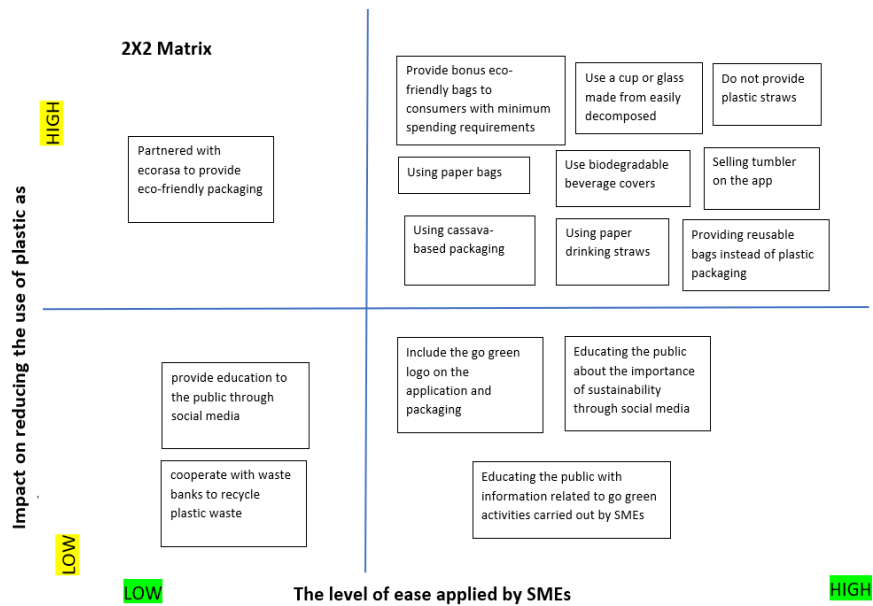 2X2 Matrix
HIGH
Impact on reducing the use of plastic as
LOW
Partnered with
ecorasa to provide
eco-friendly packaging
Provide bonus eco-
friendly bags to
consumers with minimum
spending requirements
Use a cup or glass
made from easily
decomposed
Do not provide
plastic straws
Using paper bags
Use biodegradable
beverage covers
Selling tumbler
on the app
Using cassava-
based packaging
Using paper
drinking straws
Providing reusable
bags instead of plastic
packaging
provide education to
the public through
social media
cooperate with waste
banks to recycle
plastic waste
Include the go green
logo on the
application and
packaging
Educating the public
about the importance
of sustainability
through social media
Educating the public with
information related to go green
activities carried out by SMEs
LOW
The level of ease applied by SMEs
HIGH